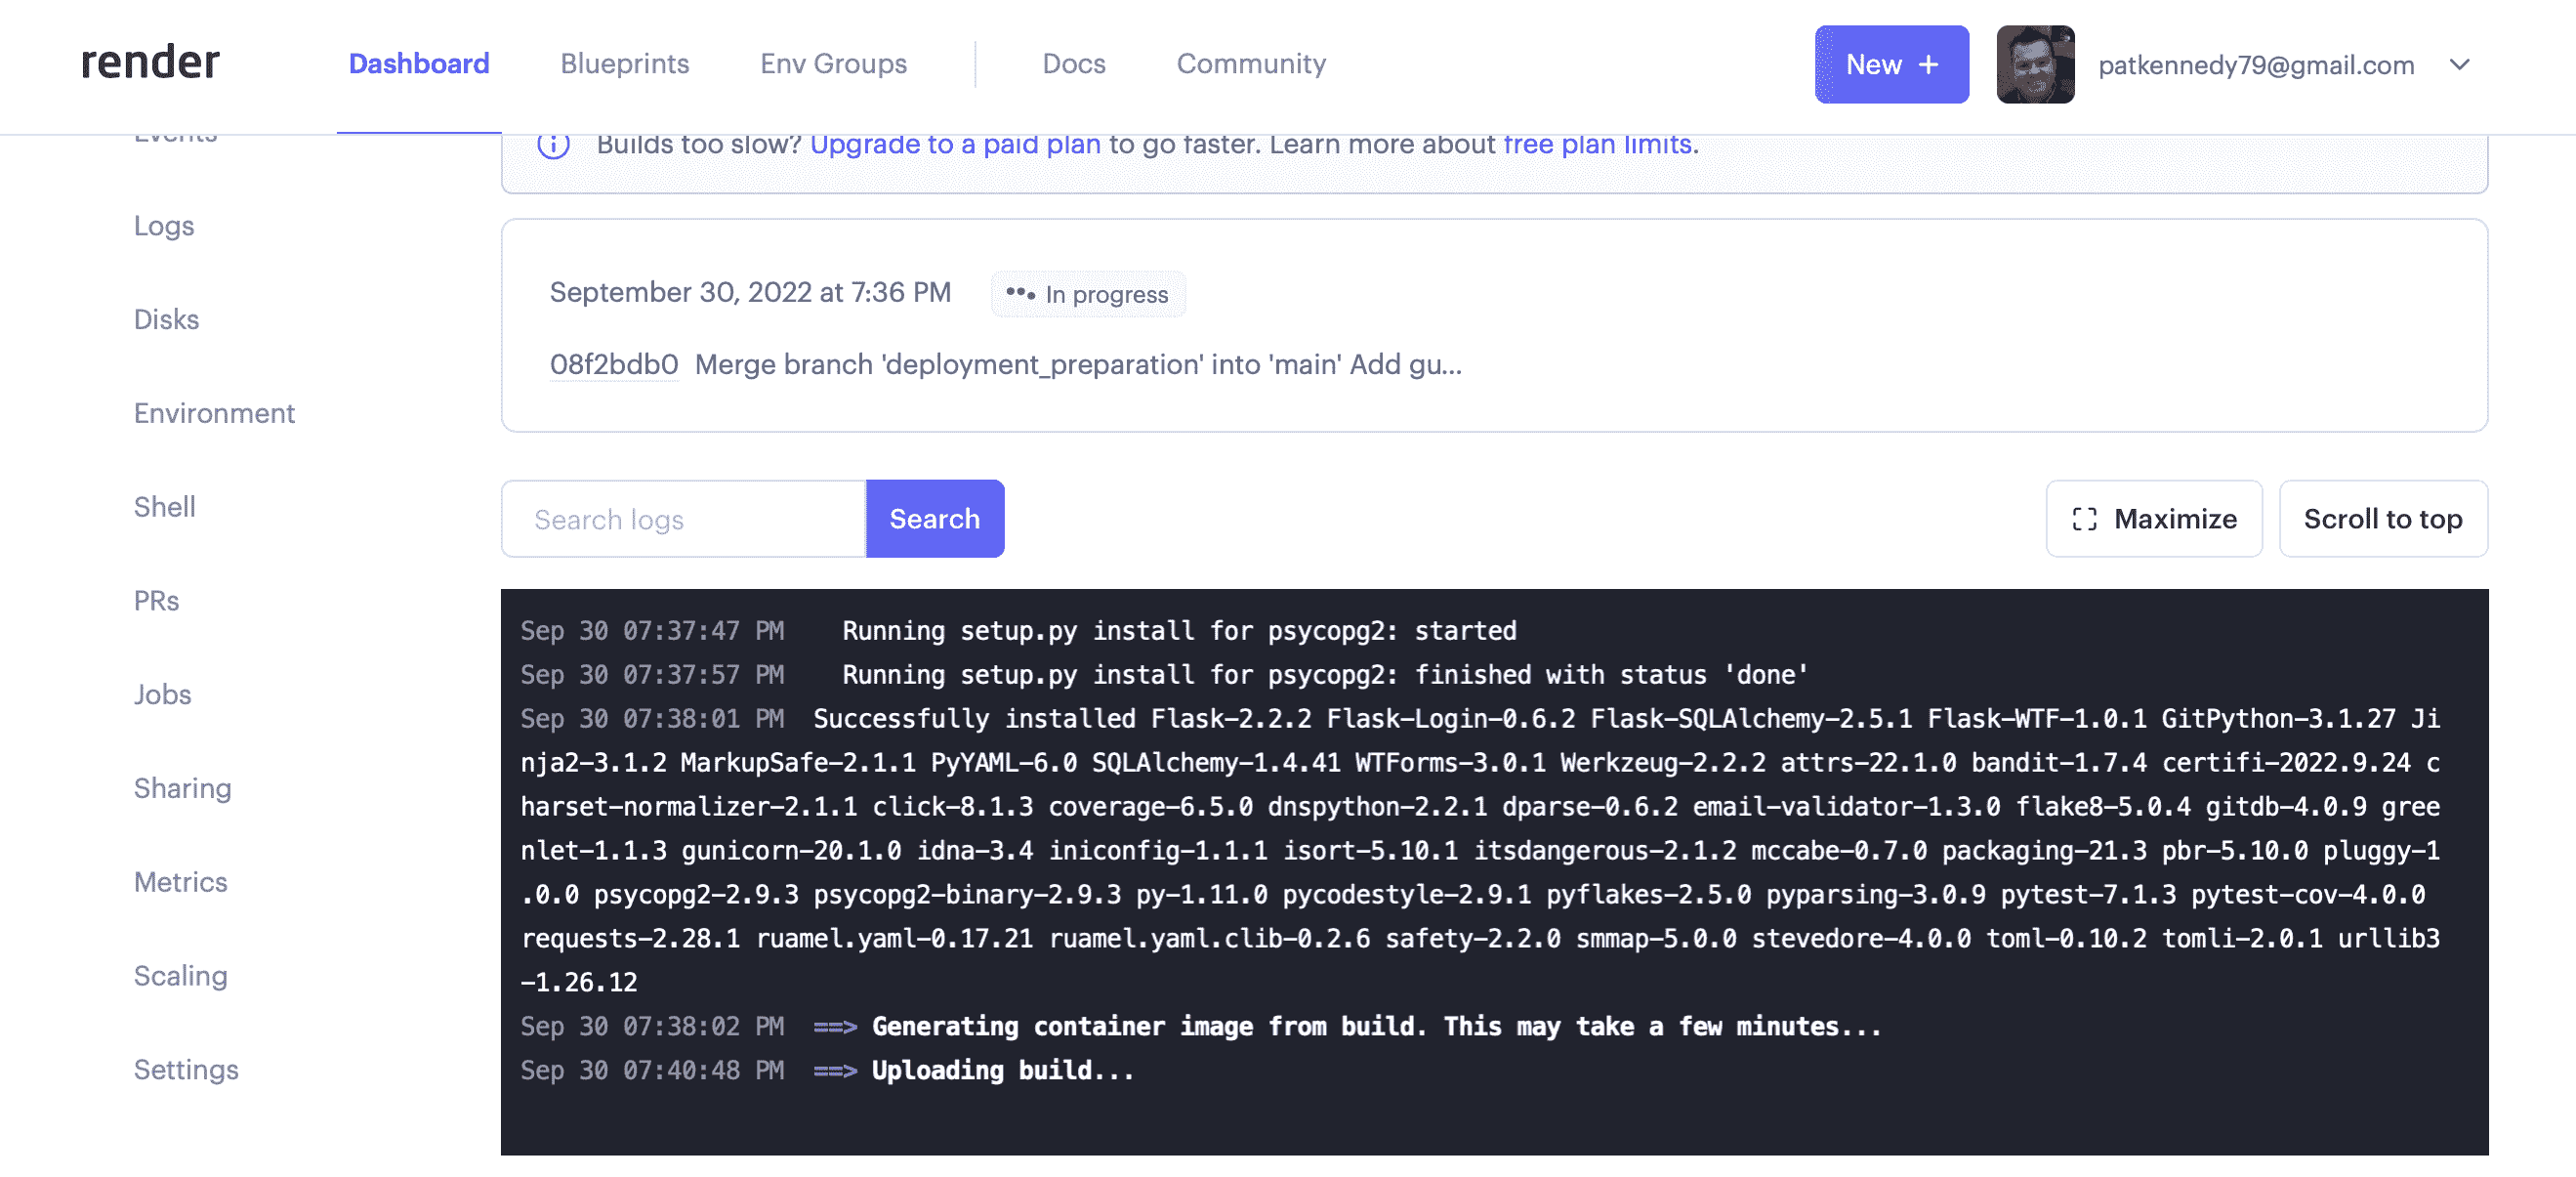 render Dashboard Blueprints Env Groups Docs Community New + patkennedy79@gmail.com
Events
Builds too slow? Upgrade to a paid plan to go faster. Learn more about free plan limits.
Logs
September 30, 2022 at 7:36 PM In progress
Disks
08f2bdb0 Merge branch 'deployment_preparation' into 'main' Add gu...
Environment
Shell
Search logs Search Maximize Scroll to top
PRs
Jobs
Sharing
Metrics
Scaling
Settings
Sep 30 07:37:47 PM Running setup.py install for psycopg2: started
Sep 30 07:37:57 PM Running setup.py install for psycopg2: finished with status 'done'
Sep 30 07:38:01 PM Successfully installed Flask-2.2.2 Flask-Login-0.6.2 Flask-SQLAlchemy-2.5.1 Flask-WTF-1.0.1 GitPython-3.1.27 Ji
nja2-3.1.2 MarkupSafe-2.1.1 PyYAML-6.0 SQLAlchemy-1.4.41 WTForms-3.0.1 Werkzeug-2.2.2 attrs-22.1.0 bandit-1.7.4 certifi-2022.9.24 c
harset-normalizer-2.1.1 click-8.1.3 coverage-6.5.0 dnspython-2.2.1 dparse-0.6.2 email-validator-1.3.0 flake8-5.0.4 gitdb-4.0.9 gree
nlet-1.1.3 gunicorn-20.1.0 idna-3.4 iniconfig-1.1.1 isort-5.10.1 itsdangerous-2.1.2 mccabe-0.7.0 packaging-21.3 pbr-5.10.0 pluggy-1
.0.0 psycopg2-2.9.3 psycopg2-binary-2.9.3 py-1.11.0 pycodestyle-2.9.1 pyflakes-2.5.0 pyparsing-3.0.9 pytest-7.1.3 pytest-cov-4.0.0
requests-2.28.1 ruamel.yaml-0.17.21 ruamel.yaml.clib-0.2.6 safety-2.2.0 smmap-5.0.0 stevedore-4.0.0 toml-0.10.2 tomli-2.0.1 urllib3
-1.26.12
Sep 30 07:38:02 PM ==> Generating container image from build. This may take a few minutes...
Sep 30 07:40:48 PM ==> Uploading build...